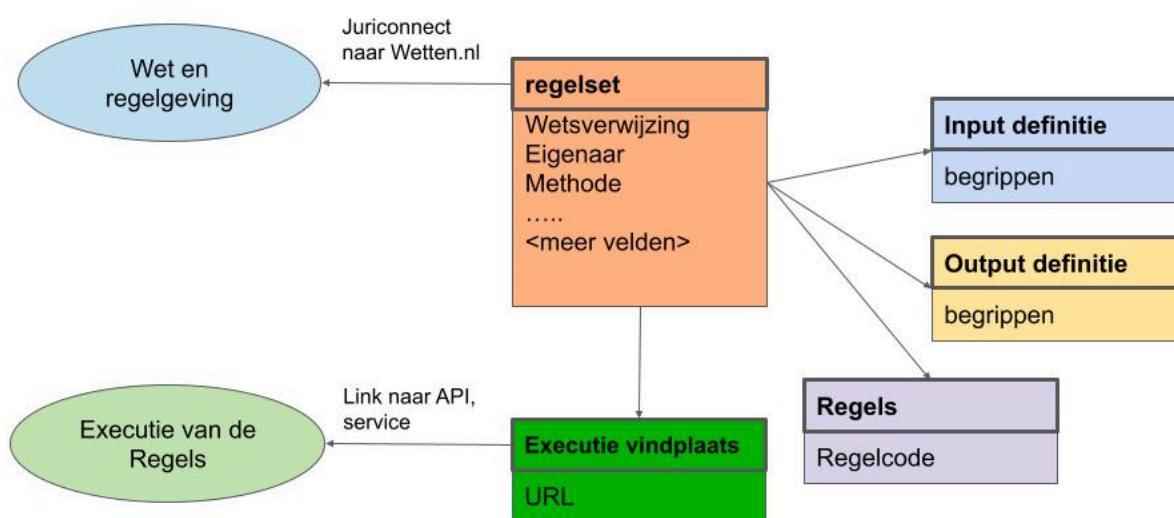 Juriconnect
naar Wetten.nl
Wet en
regelgeving
regelset
Wetsverwijzing
Eigenaar
Methode
…..
<meer velden>
Input definitie
begrippen
Output definitie
begrippen
Regels
Regelcode
Link naar API,
service
Executie van de
Regels
Executie vindplaats
URL